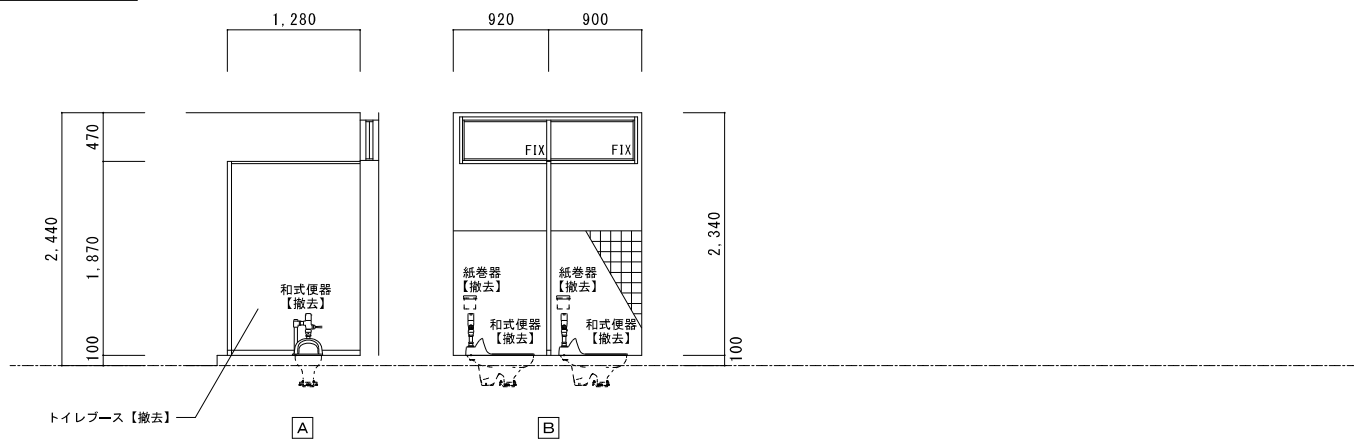 1,280
920
900
470
2,440
1,870
100
FIX
FIX
2,340
100
和式便器
【撤去】
紙巻器
【撤去】
紙巻器
【撤去】
和式便器
【撤去】
和式便器
【撤去】
トイレブース【撤去】
A
B